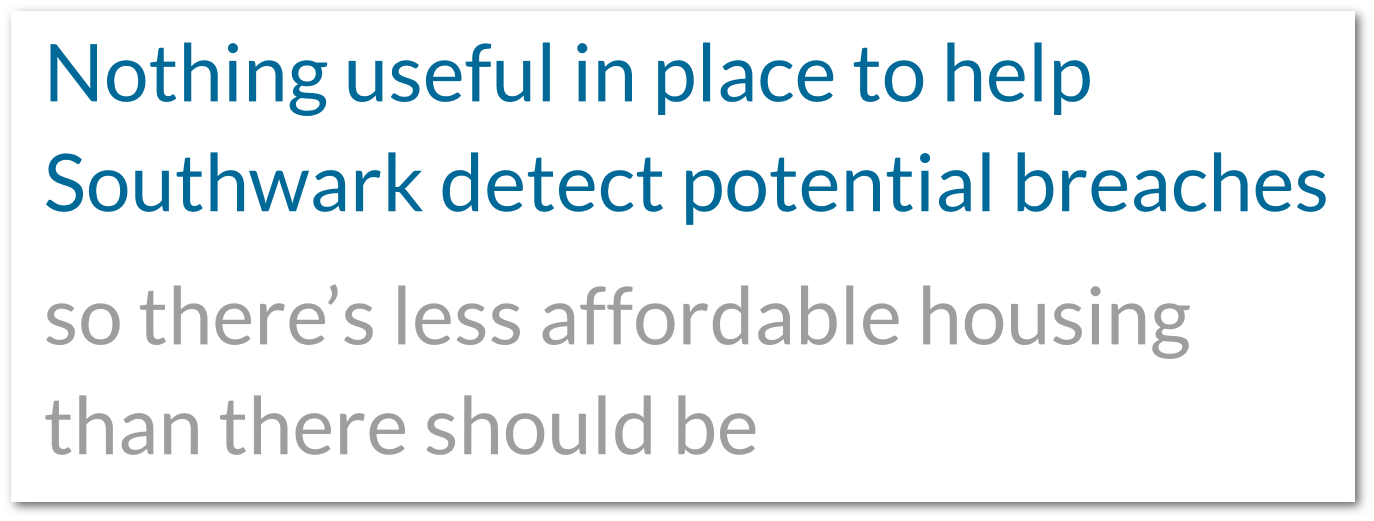 Nothing useful in place to help
Southwark detect potential breaches
so there’s less affordable housing
than there should be